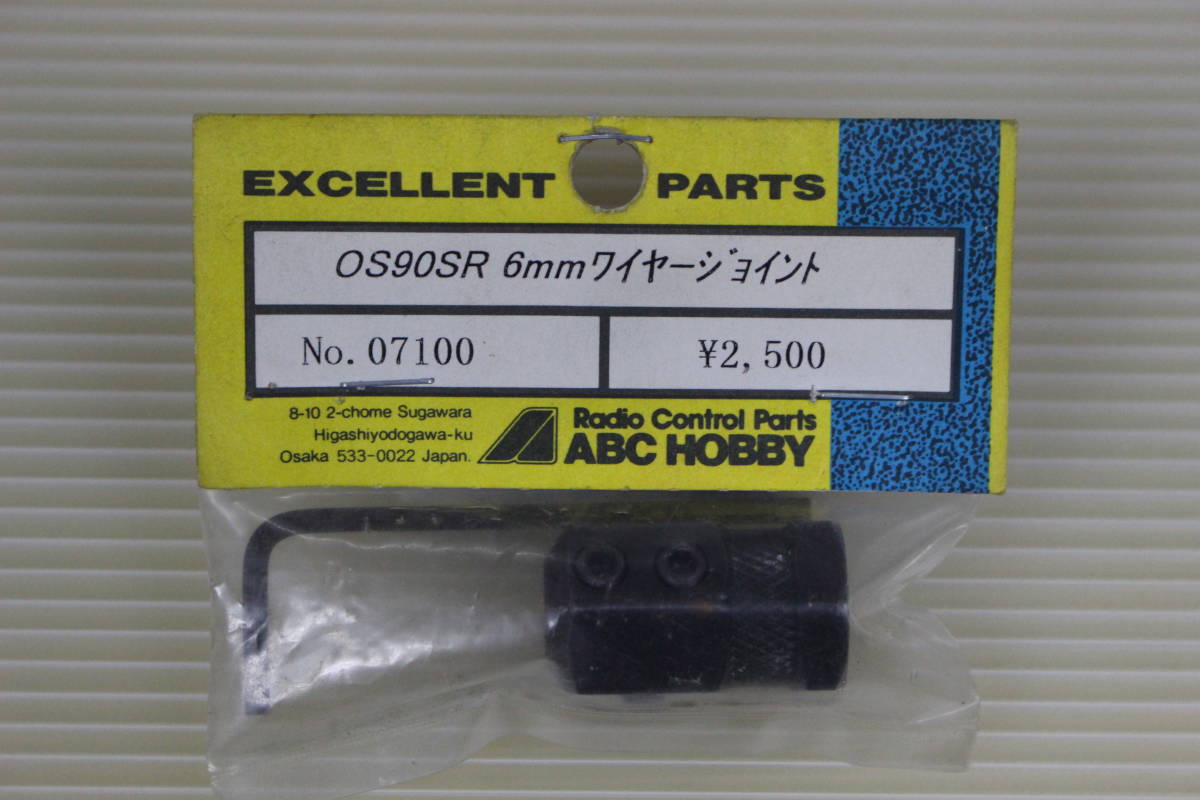 EXCELLENT PARTS
OS90SR 6mmワイヤージョイント
No. 07100
¥2,500
8-10 2-chome Sugawara
Higashiyodogawa-ku
Osaka 533-0022 Japan.
Radio Control Parts
ABC HOBBY